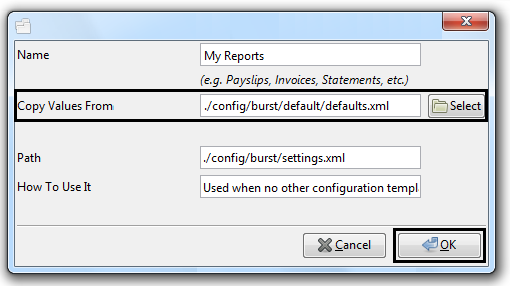 Name My Reports
(e.g. Payslips, Invoices, Statements, etc.)
Copy Values From ./config/burst/default/defaults.xml Select
Path ./config/burst/settings.xml
How To Use It Used when no other configuration templ
Cancel OK